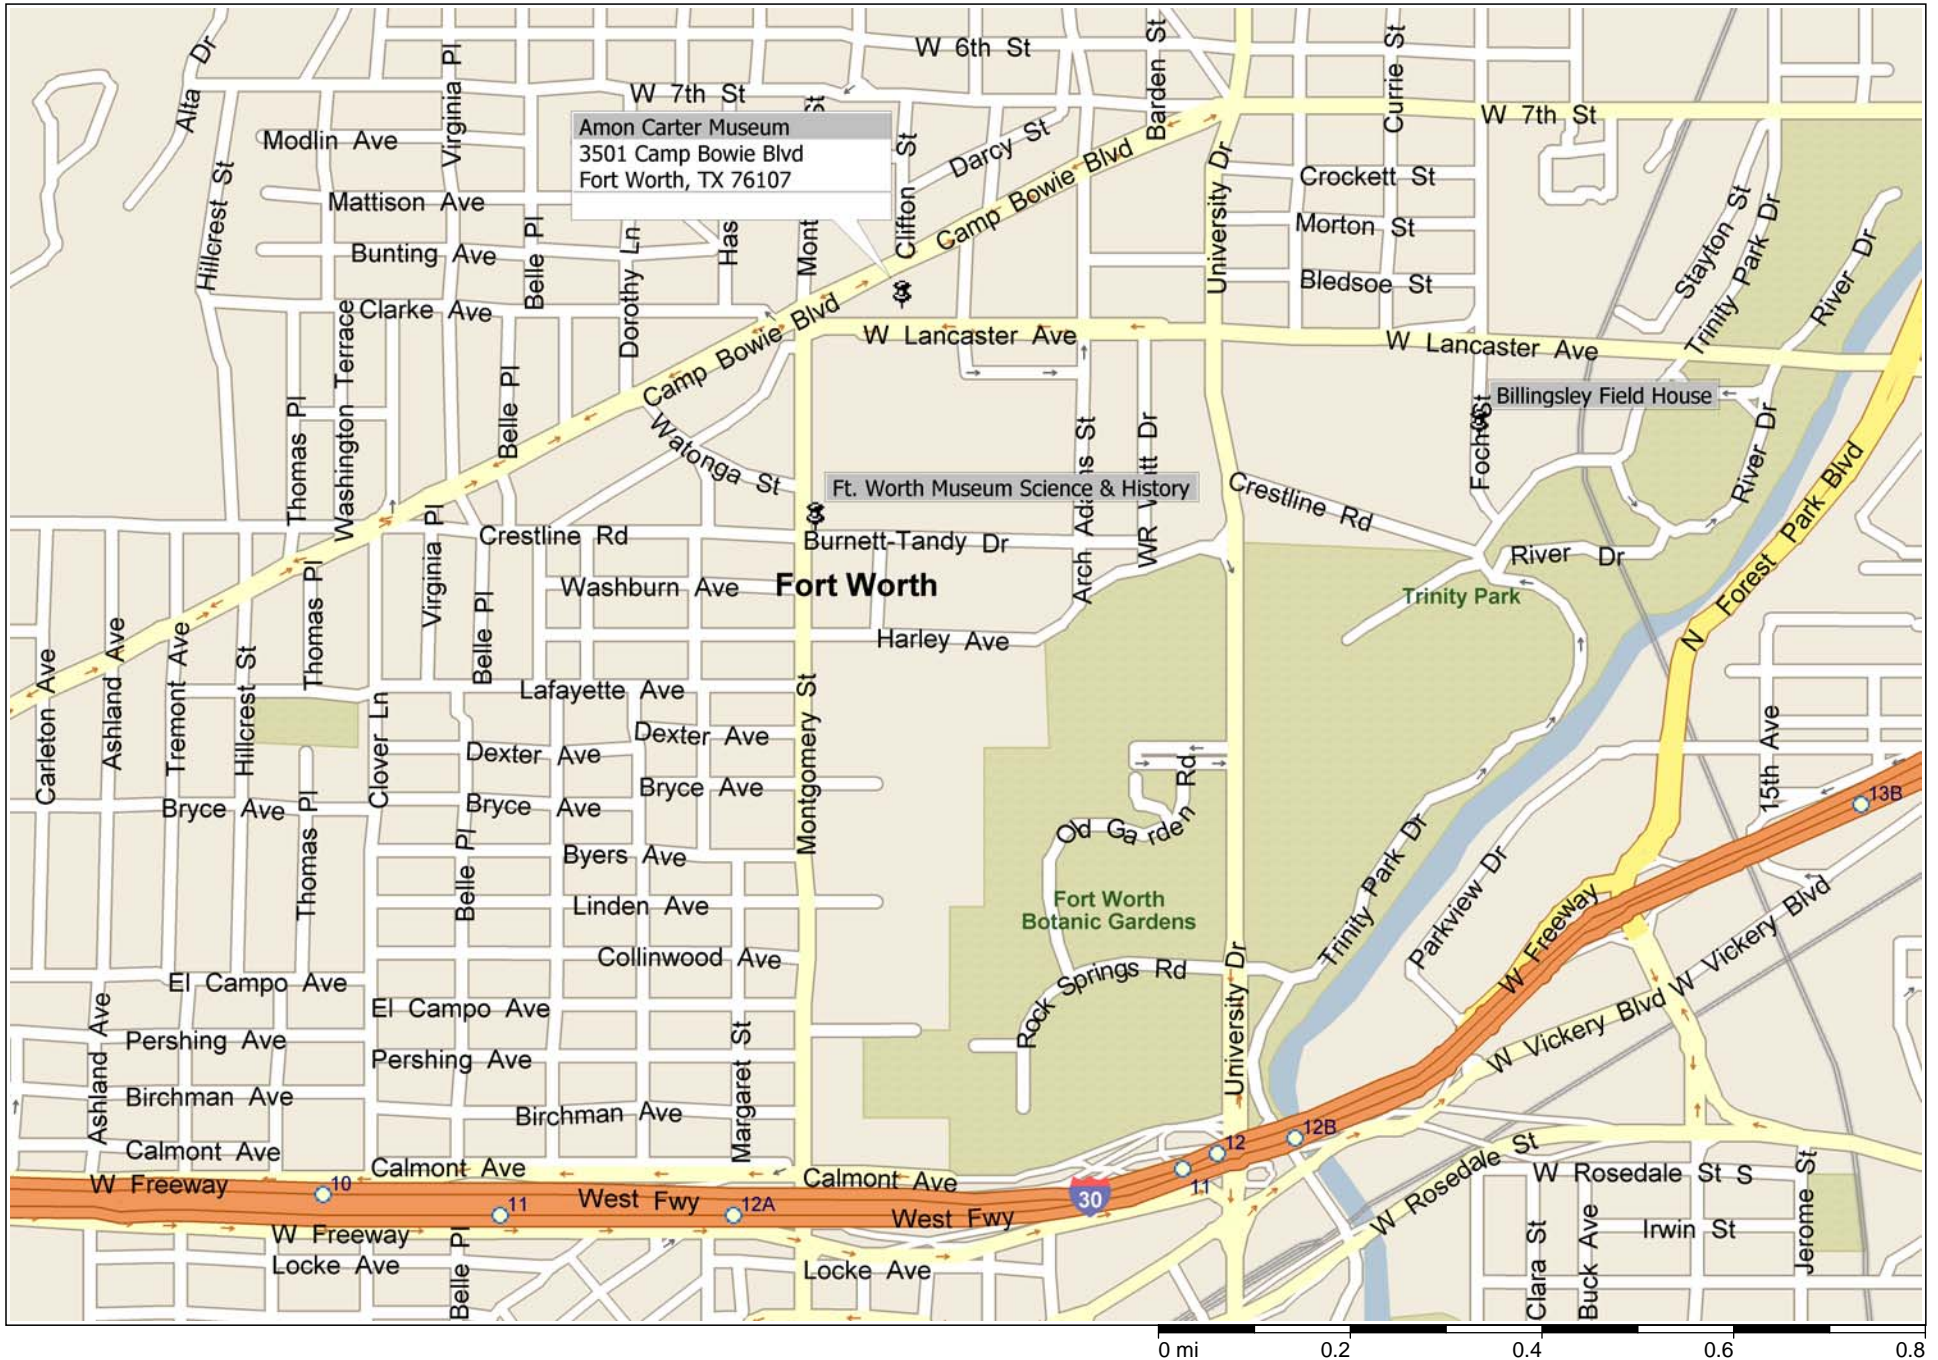 W 6th St
Alta Dr
Virginia Pl
W 7th St
Barden St
Currie St
W 7th St
Amon Carter Museum
3501 Camp Bowie Blvd
Fort Worth, TX 76107
Modlin Ave
Clifton St
Darcy St
Camp Bowie Blvd
University Dr
Crockett St
Hillcrest St
Mattison Ave
Morton St
Stayton St
Trinity Park Dr
River Dr
Bunting Ave
Belle Pl
Dorothy Ln
Bledsoe St
Clarke Ave
Camp Bowie Blvd
W Lancaster Ave
W Lancaster Ave
Billingsley Field House
Foch St
Thomas Pl
Washington Terrace
Belle Pl
Watonga St
Ft. Worth Museum Science & History
Arch Adams St
Crestline Rd
River Dr
N Forest Park Blvd
Virginia Pl
Crestline Rd
Burnett-Tandy Dr
River Dr
Thomas Pl
Belle Pl
Washburn Ave
Fort Worth
Trinity Park
Harley Ave
Carleton Ave
Ashland Ave
Tremont Ave
Hillcrest St
Clover Ln
Lafayette Ave
Montgomery St
Dexter Ave
Dexter Ave
Bryce Ave
Bryce Ave
Bryce Ave
Thomas Pl
Belle Pl
Old Garden Rd
15th Ave
13B
Byers Ave
Trinity Park Dr
Parkview Dr
Linden Ave
Fort Worth
Botanic Gardens
W Freeway
W Vickery Blvd
Collinwood Ave
Rock Springs Rd
University Dr
El Campo Ave
El Campo Ave
Ashland Ave
Pershing Ave
Pershing Ave
Margaret St
W Vickery Blvd
Birchman Ave
Birchman Ave
University Dr
Calmont Ave
Calmont Ave
Calmont Ave
12
12B
11
W Rosedale St
W Rosedale St S
Jerome St
W Freeway
10
11
West Fwy
12A
30
West Fwy
W Freeway
Belle Pl
Locke Ave
Locke Ave
Clara St
Buck Ave
Irwin St
0 mi 0.2 0.4 0.6 0.8